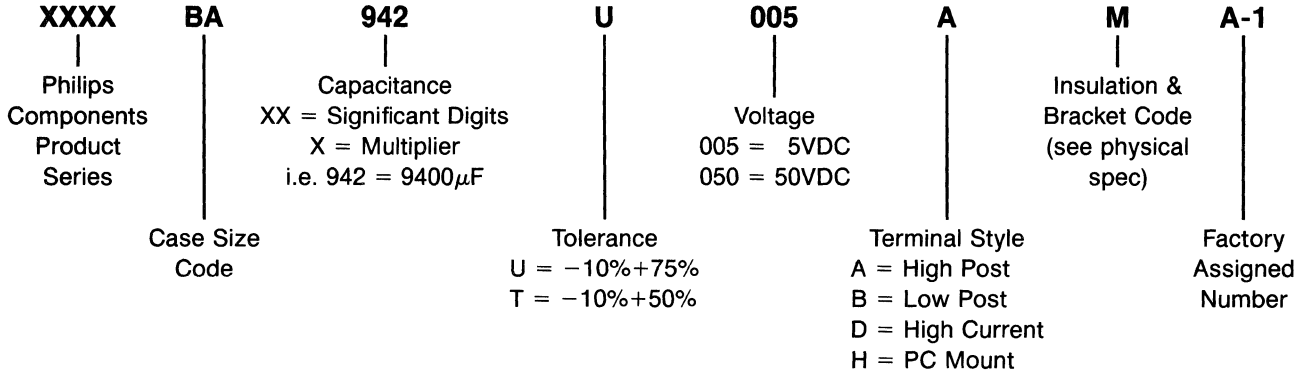 XXXX BA 942 U 005 A M A-1
Philips
Components
Product
Series
Case Size
Code
Capacitance
XX = Significant Digits
X = Multiplier
i.e. 942 = 9400μF
Tolerance
U = −10%+75%
T = −10%+50%
Voltage
005 = 5VDC
050 = 50VDC
Terminal Style
A = High Post
B = Low Post
D = High Current
H = PC Mount
Insulation &
Bracket Code
(see physical
spec)
Factory
Assigned
Number